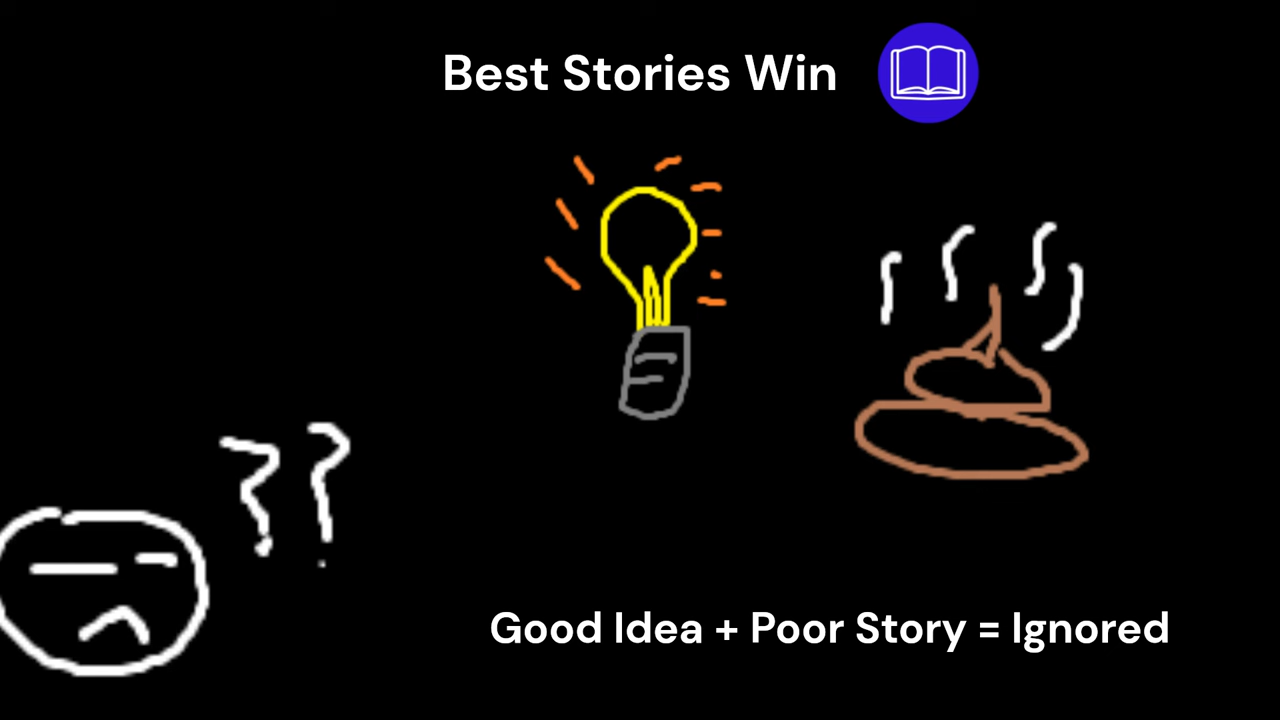 Best Stories Win
??
Good Idea + Poor Story = Ignored